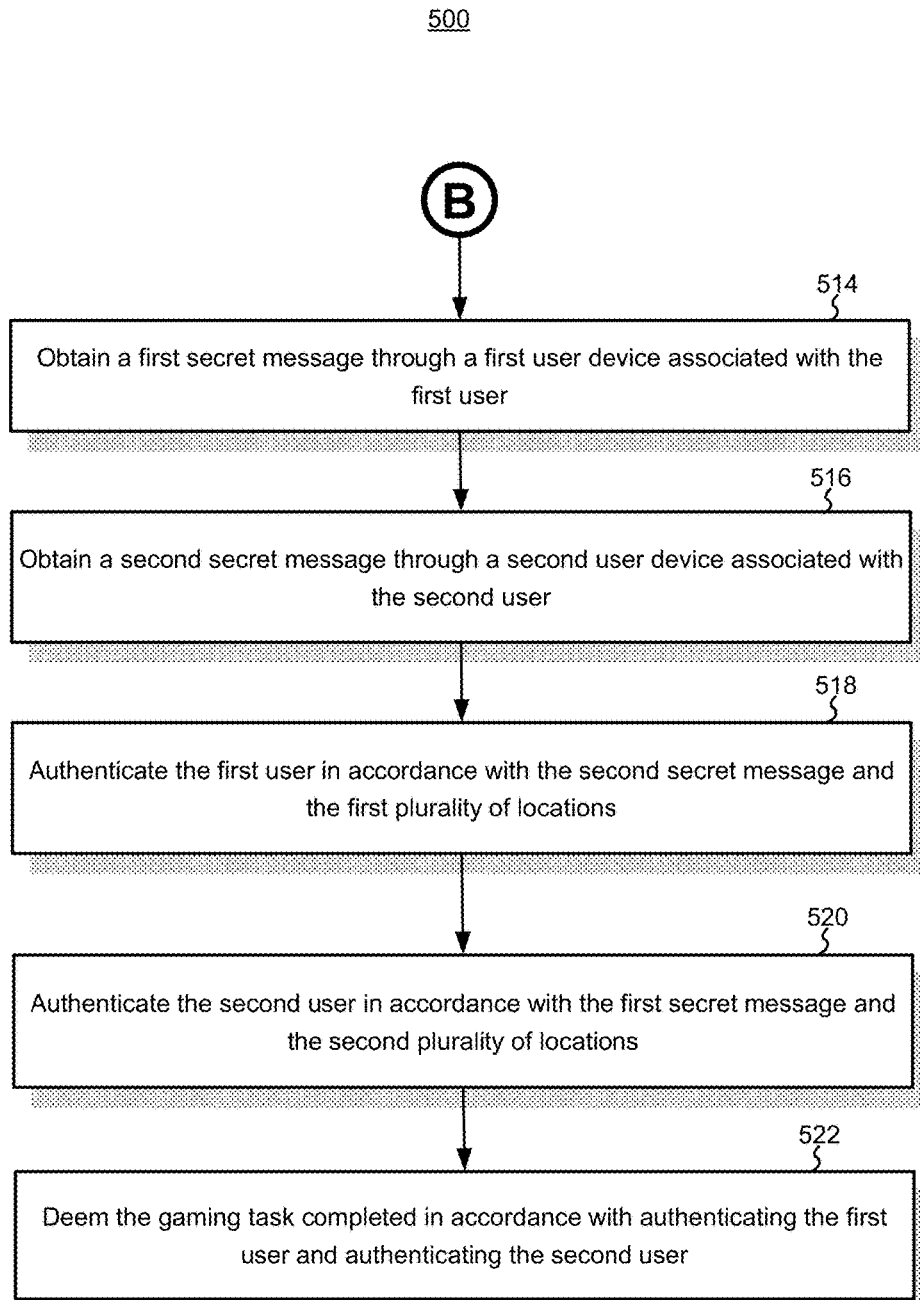 500
B
514
Obtain a first secret message through a first user device associated with the
first user
516
Obtain a second secret message through a second user device associated with
the second user
518
Authenticate the first user in accordance with the second secret message and
the first plurality of locations
520
Authenticate the second user in accordance with the first secret message and
the second plurality of locations
522
Deem the gaming task completed in accordance with authenticating the first
user and authenticating the second user